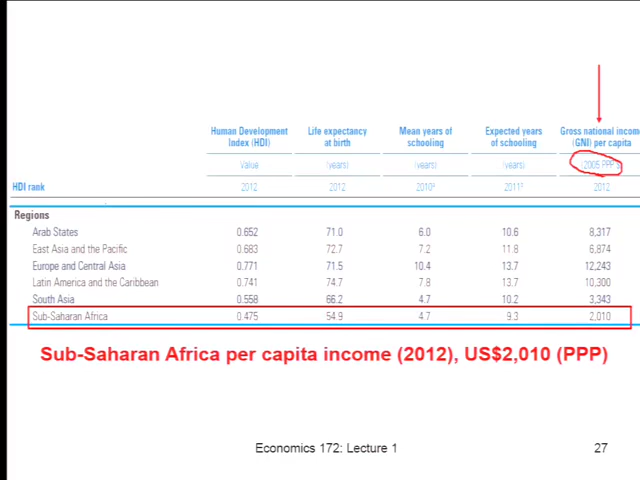 Human Development Life expectancy Mean years of Expected years Gross national income
Index (HDI) at birth schooling of schooling (GNI) per capita
Value (years) (years) (years) (2005 PPP $)
HDI rank 2012 2012 2010ª 2011ª 2012
Regions
Arab States 0.652 71.0 6.0 10.6 8,317
East Asia and the Pacific 0.683 72.7 7.2 11.8 6,874
Europe and Central Asia 0.771 71.5 10.4 13.7 12,243
Latin America and the Caribbean 0.741 74.7 7.8 13.7 10,300
South Asia 0.558 66.2 4.7 10.2 3,343
Sub-Saharan Africa 0.475 54.9 4.7 9.3 2,010
Sub-Saharan Africa per capita income (2012), US$2,010 (PPP)
Economics 172: Lecture 1 27